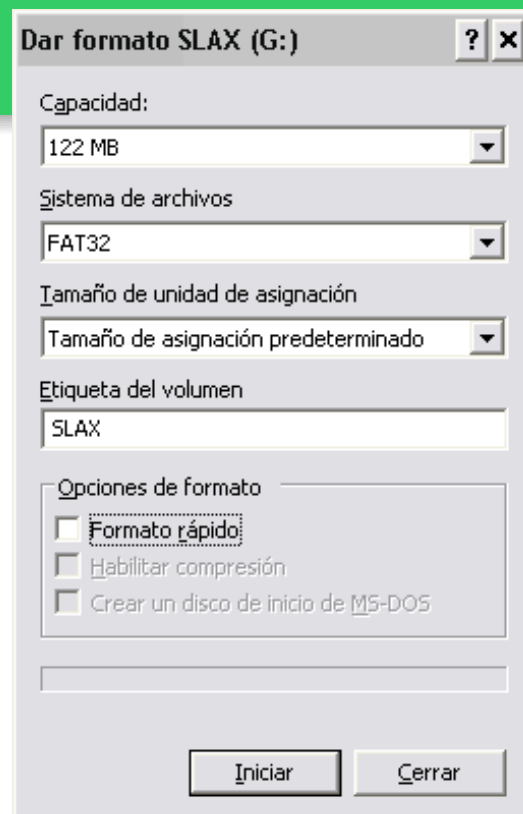 Dar formato SLAX (G:)
Capacidad:
122 MB
Sistema de archivos
FAT32
Tamaño de unidad de asignación
Tamaño de asignación predeterminado
Etiqueta del volumen
SLAX
Opciones de formato
Formato rápido
Habilitar compresión
Crear un disco de inicio de MS-DOS
Iniciar Cerrar